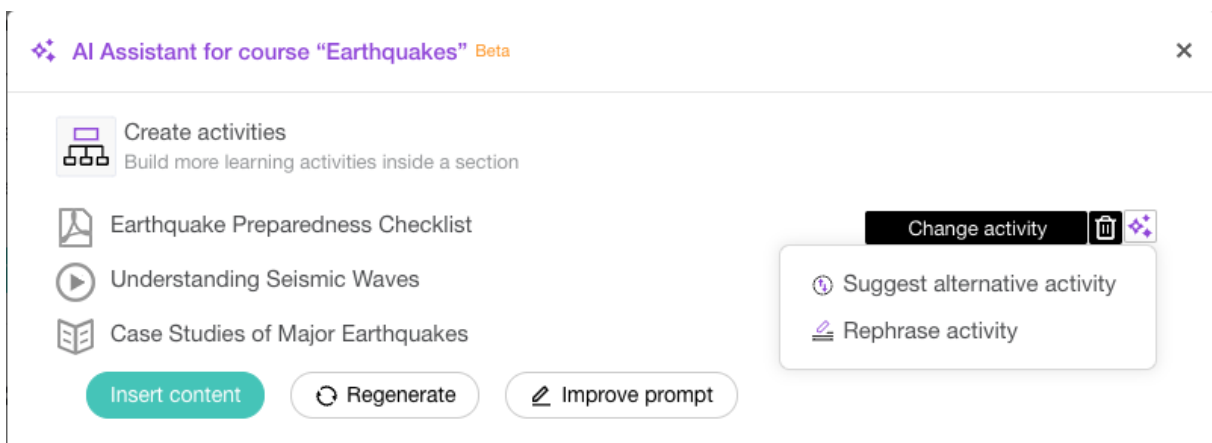 AI Assistant for course “Earthquakes” Beta
Create activities
Build more learning activities inside a section
Earthquake Preparedness Checklist
Change activity
Understanding Seismic Waves
Suggest alternative activity
Case Studies of Major Earthquakes
Rephrase activity
Insert content
Regenerate
Improve prompt